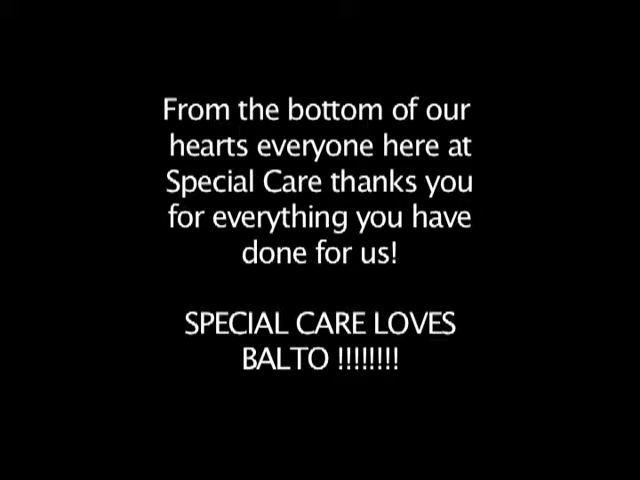 From the bottom of our
hearts everyone here at
Special Care thanks you
for everything you have
done for us!
SPECIAL CARE LOVES
BALTO !!!!!!!!